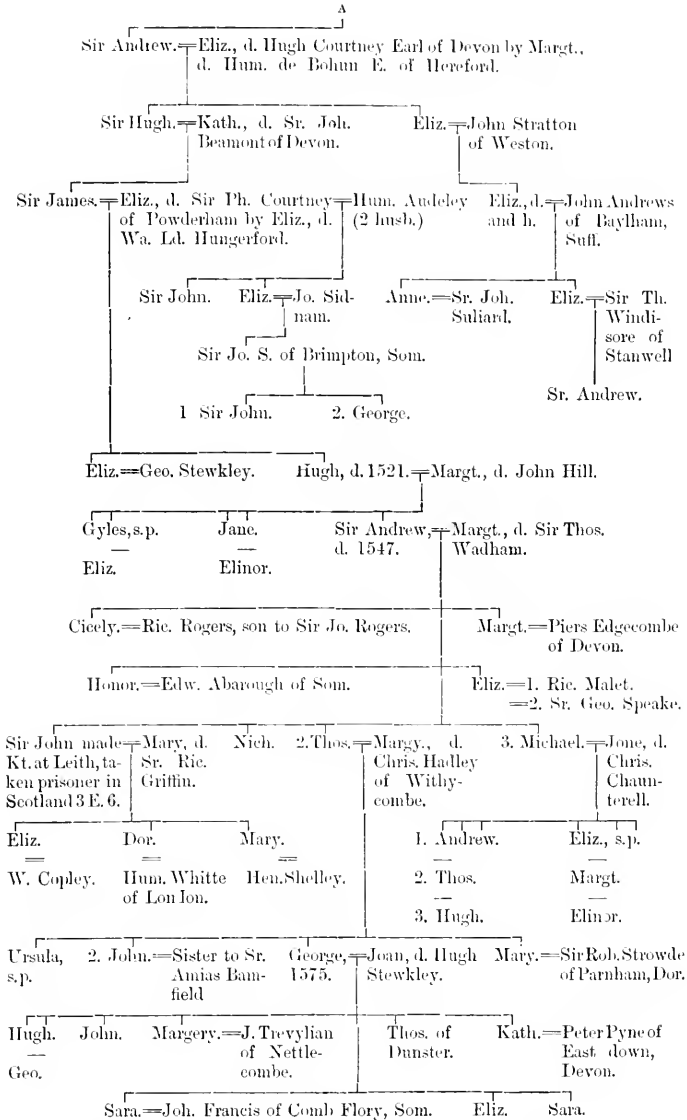 A
Sir Andrew.=Eliz., d. Hugh Courtney Earl of Devon by Margt.,
d. Hum. de Bohun E. of Hereford.
Sir Hugh.=Kath., d. Sr. Joh. Eliz.=John Stratton
Beamont of Devon. of Weston.
Sir James.=Eliz., d. Sir Ph. Courtney=Hum. Audeley Eliz., d.=John Andrews
of Powderham by Eliz., d. (2 husb.) and h. of Baylham,
Wa. Ld. Hungerford. Suff.
Sir John. Eliz.=Jo. Sid- Anne.=Sr. Joh. Eliz.=Sir Th.
nam. Suliard. Windi-
sore of
Sir Jo. S. of Brimpton, Som. Stanwell
Sr. Andrew.
1 Sir John. 2. George.
Eliz.=Geo. Stewkley. Hugh, d. 1521.=Margt., d. John Hill.
Gyles, s.p. Jane. Sir Andrew,=Margt., d. Sir Thos.
— — d. 1547. Wadham.
Eliz. Elinor.
Cicely.=Ric. Rogers, son to Sir Jo. Rogers. Margt.=Piers Edgecombe
of Devon.
Honor.=Edw. Abarough of Som. Eliz.=1. Ric. Malet.
=2. Sr. Geo. Speake.
Sir John made=Mary, d. Nich. 2. Thos.=Margy., d. 3. Michael.=Jone, d.
Kt. at Leith, ta- Sr. Ric. Chris. Hadley Chris.
ken prisoner in Griffin. of Withy- Chaun-
Scotland 3 E. 6. combe. terell.
Eliz. Dor. Mary. 1. Andrew. Eliz., s.p.
= = = — —
W. Copley. Hum. Whitte Hen. Shelley. 2. Thos. Margt.
of Lon Ion. — —
3. Hugh. Elinor.
Ursula, 2. John.=Sister to Sr. George,=Joan, d. Hugh Mary.=Sir Rob. Strowde
s.p. Amias Bam- 1575. Stewkley. of Parnham, Dor.
field
Hugh. John. Margery.=J. Trevylian Thos. of Kath.=Peter Pyne of
— of Nettle- Dunster. East down,
Geo. combe. Devon.
Sara.=Joh. Francis of Comb Flory, Som. Eliz. Sara.